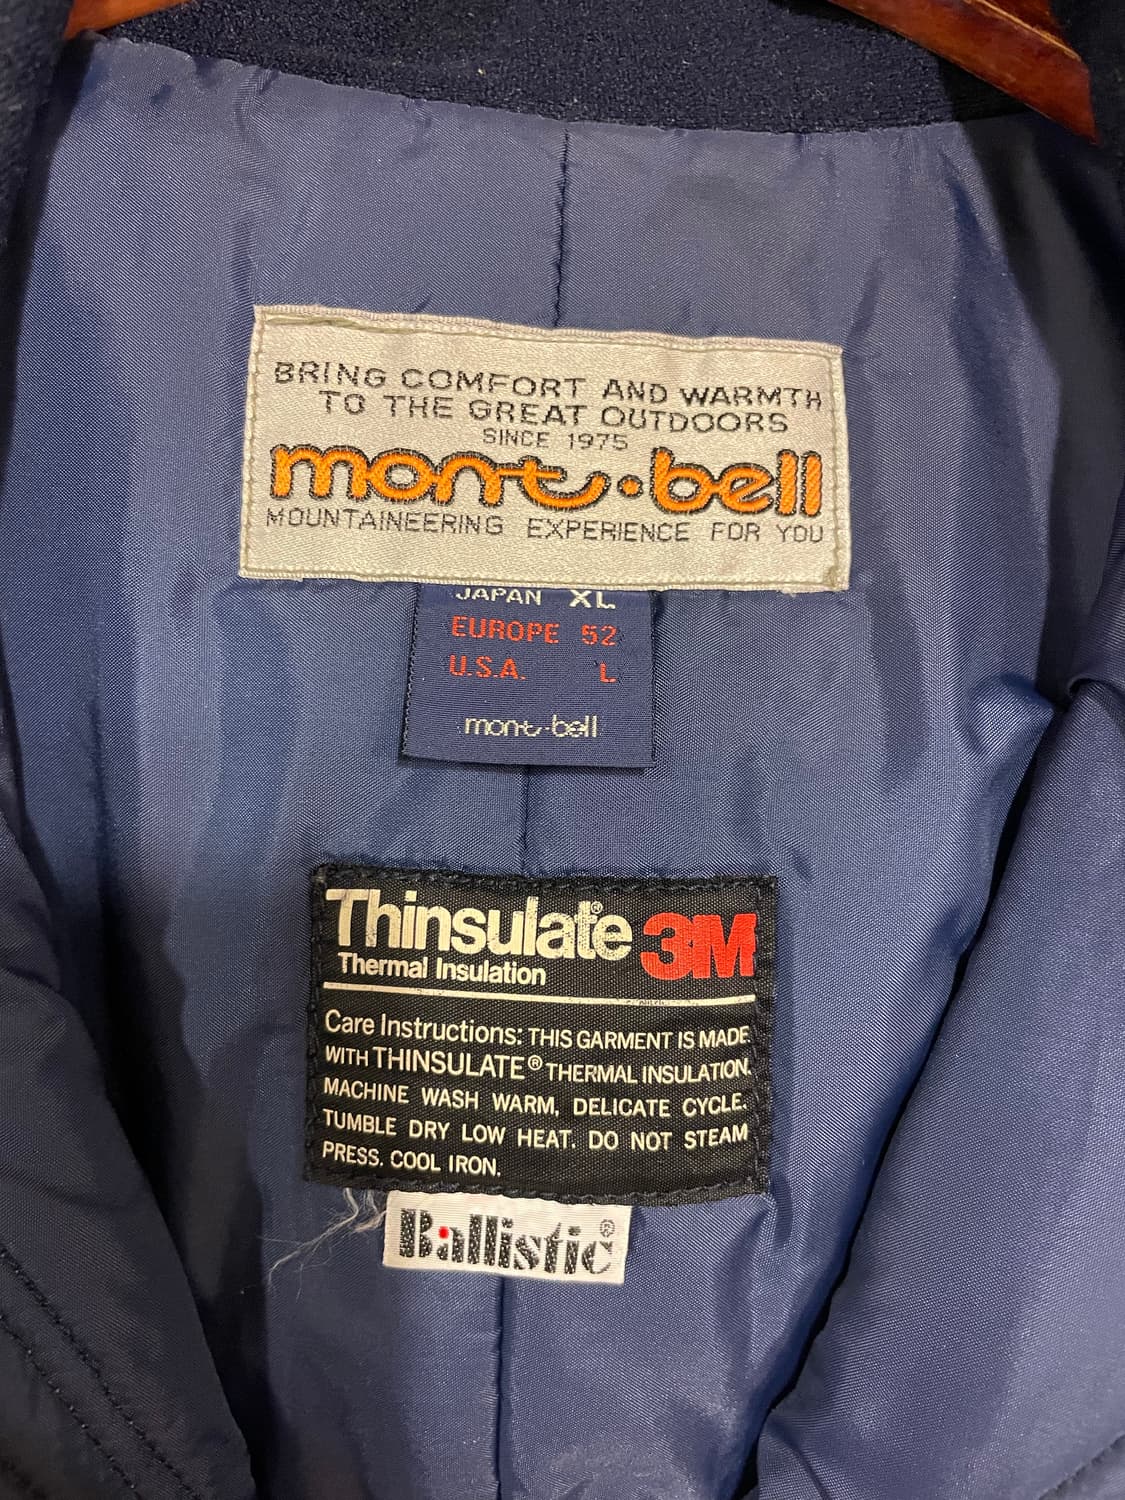 BRING COMFORT AND WARMTH
TO THE GREAT OUTDOORS
SINCE 1975
mont·bell
MOUNTAINEERING EXPERIENCE FOR YOU
JAPAN XL
EUROPE 52
U.S.A. L
mont-bell
Thinsulate® 3M
Thermal Insulation
Care Instructions: THIS GARMENT IS MADE
WITH THINSULATE® THERMAL INSULATION.
MACHINE WASH WARM, DELICATE CYCLE.
TUMBLE DRY LOW HEAT. DO NOT STEAM
PRESS. COOL IRON.
Ballistic®